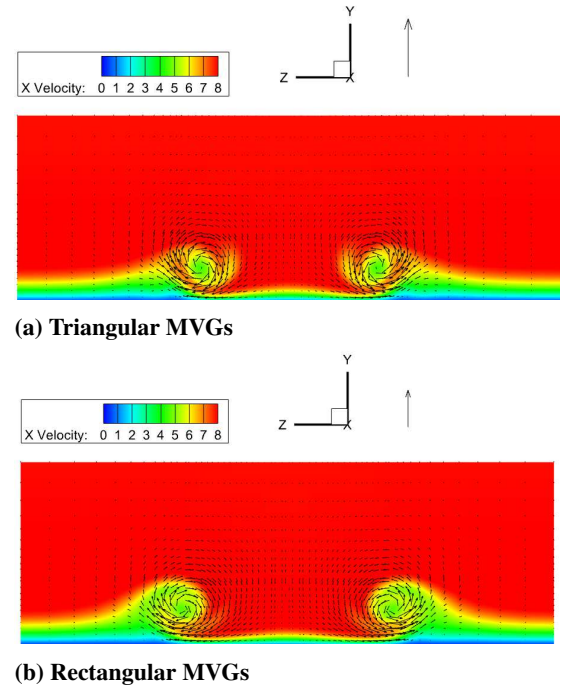 Y
Z
X
X Velocity: 0 1 2 3 4 5 6 7 8
(a) Triangular MVGs
Y
Z
X
X Velocity: 0 1 2 3 4 5 6 7 8
(b) Rectangular MVGs